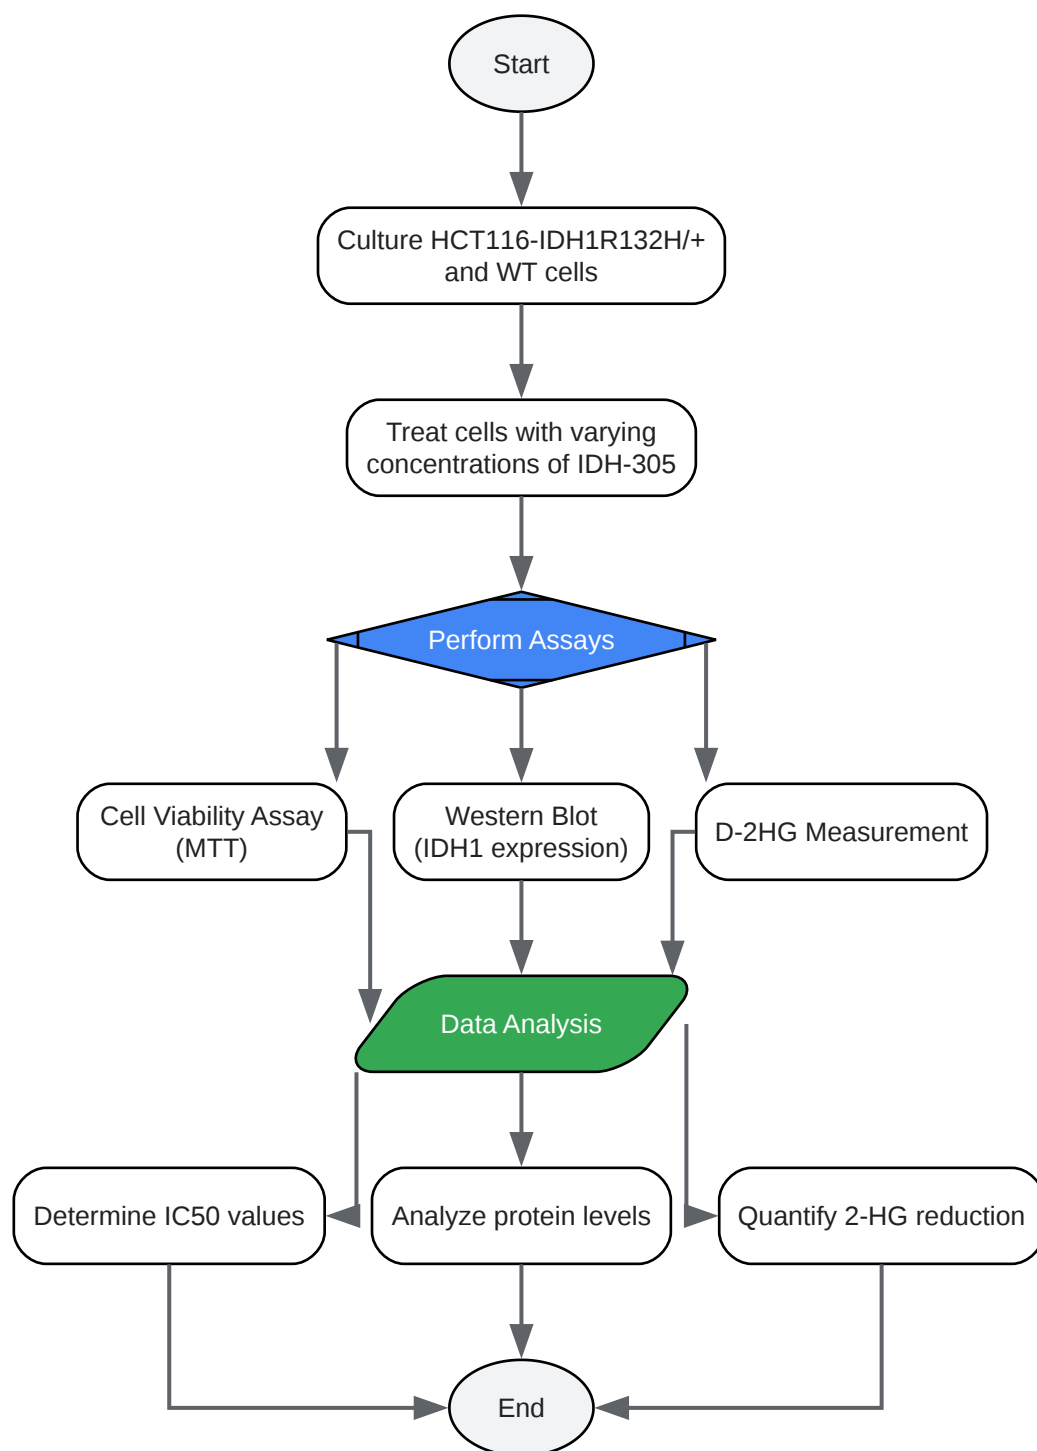 Start
Culture HCT116-IDH1R132H/+
and WT cells
Treat cells with varying
concentrations of IDH-305
Perform Assays
Cell Viability Assay
(MTT)
Western Blot
(IDH1 expression)
D-2HG Measurement
Data Analysis
Determine IC50 values
Analyze protein levels
Quantify 2-HG reduction
End